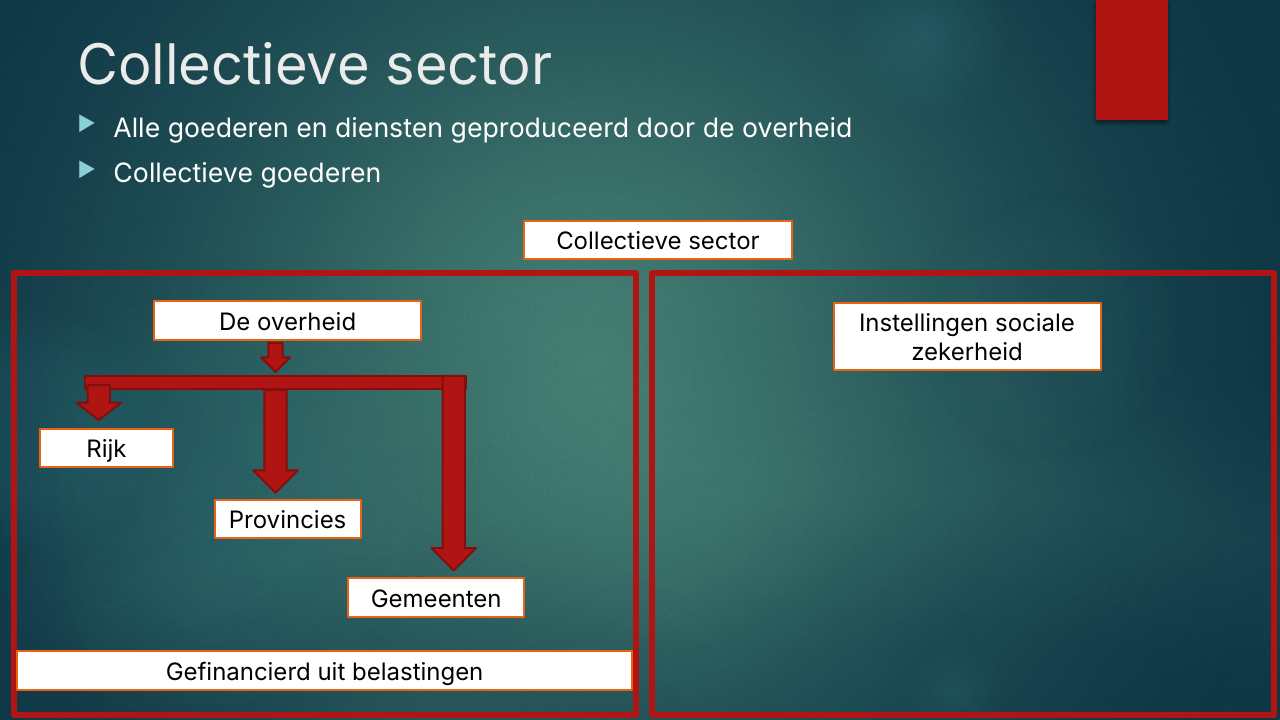 Collectieve sector
Alle goederen en diensten geproduceerd door de overheid
Collectieve goederen
Collectieve sector
De overheid
Rijk
Provincies
Gemeenten
Gefinancierd uit belastingen
Instellingen sociale
zekerheid